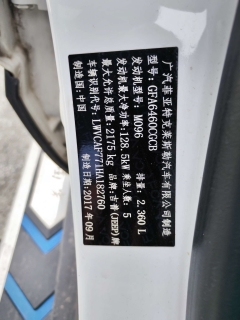 广汽菲亚特克莱斯勒汽车有限公司制造
型号: GFA6460CGCB
发动机型号: M096 排量: 2.360 L
发动机最大净功率: 128.5kW 乘坐人数: 5
最大允许总质量: 2175 kg 品牌: 吉普(JEEP)牌
车辆识别代号: LWVCAF771HA182760
制造国: 中国 制造日期: 2017年09月